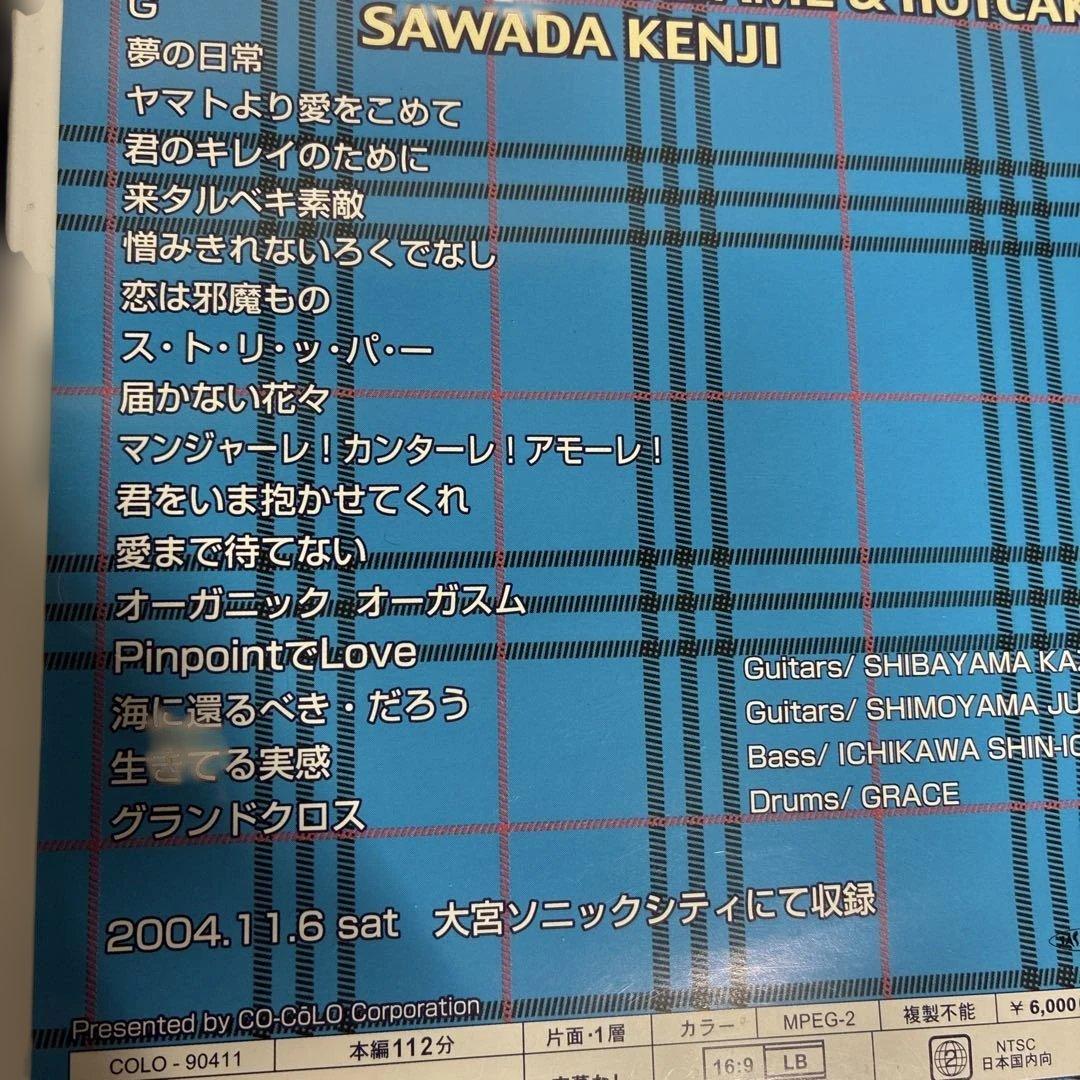 & HOTCAK
SAWADA KENJI
G
夢の日常
ヤマトより愛をこめて
君のキレイのために
来タルベキ素敵
憎みきれないろくでなし
恋は邪魔もの
ス・ト・リ・ッ・パ・ー
届かない花々
マンジャーレ!カンターレ!アモーレ!
君をいま抱かせてくれ
愛まで待てない
オーガニック オーガスム
PinpointでLove
海に還るべき・だろう
生きてる実感
グランドクロス
Guitars/ SHIBAYAMA KA
Guitars/ SHIMOYAMA JU
Bass/ ICHIKAWA SHIN-IC
Drums/ GRACE
2004.11.6 sat 大宮ソニックシティにて収録
Presented by CO-CōLO Corporation
COLO - 90411 本編112分 片面・1層 カラー MPEG-2 複製不能 ¥ 6,000
16:9 LB 2 NTSC
日本国内向